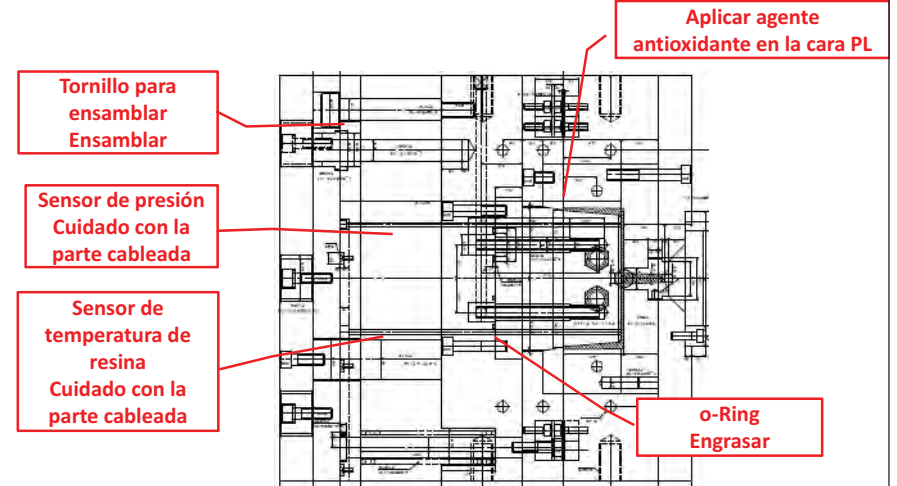 Aplicar agente
antioxidante en la cara PL
Tornillo para
ensamblar
Ensamblar
Sensor de presión
Cuidado con la
parte cableada
Sensor de
temperatura de
resina
Cuidado con la
parte cableada
o-Ring
Engrasar